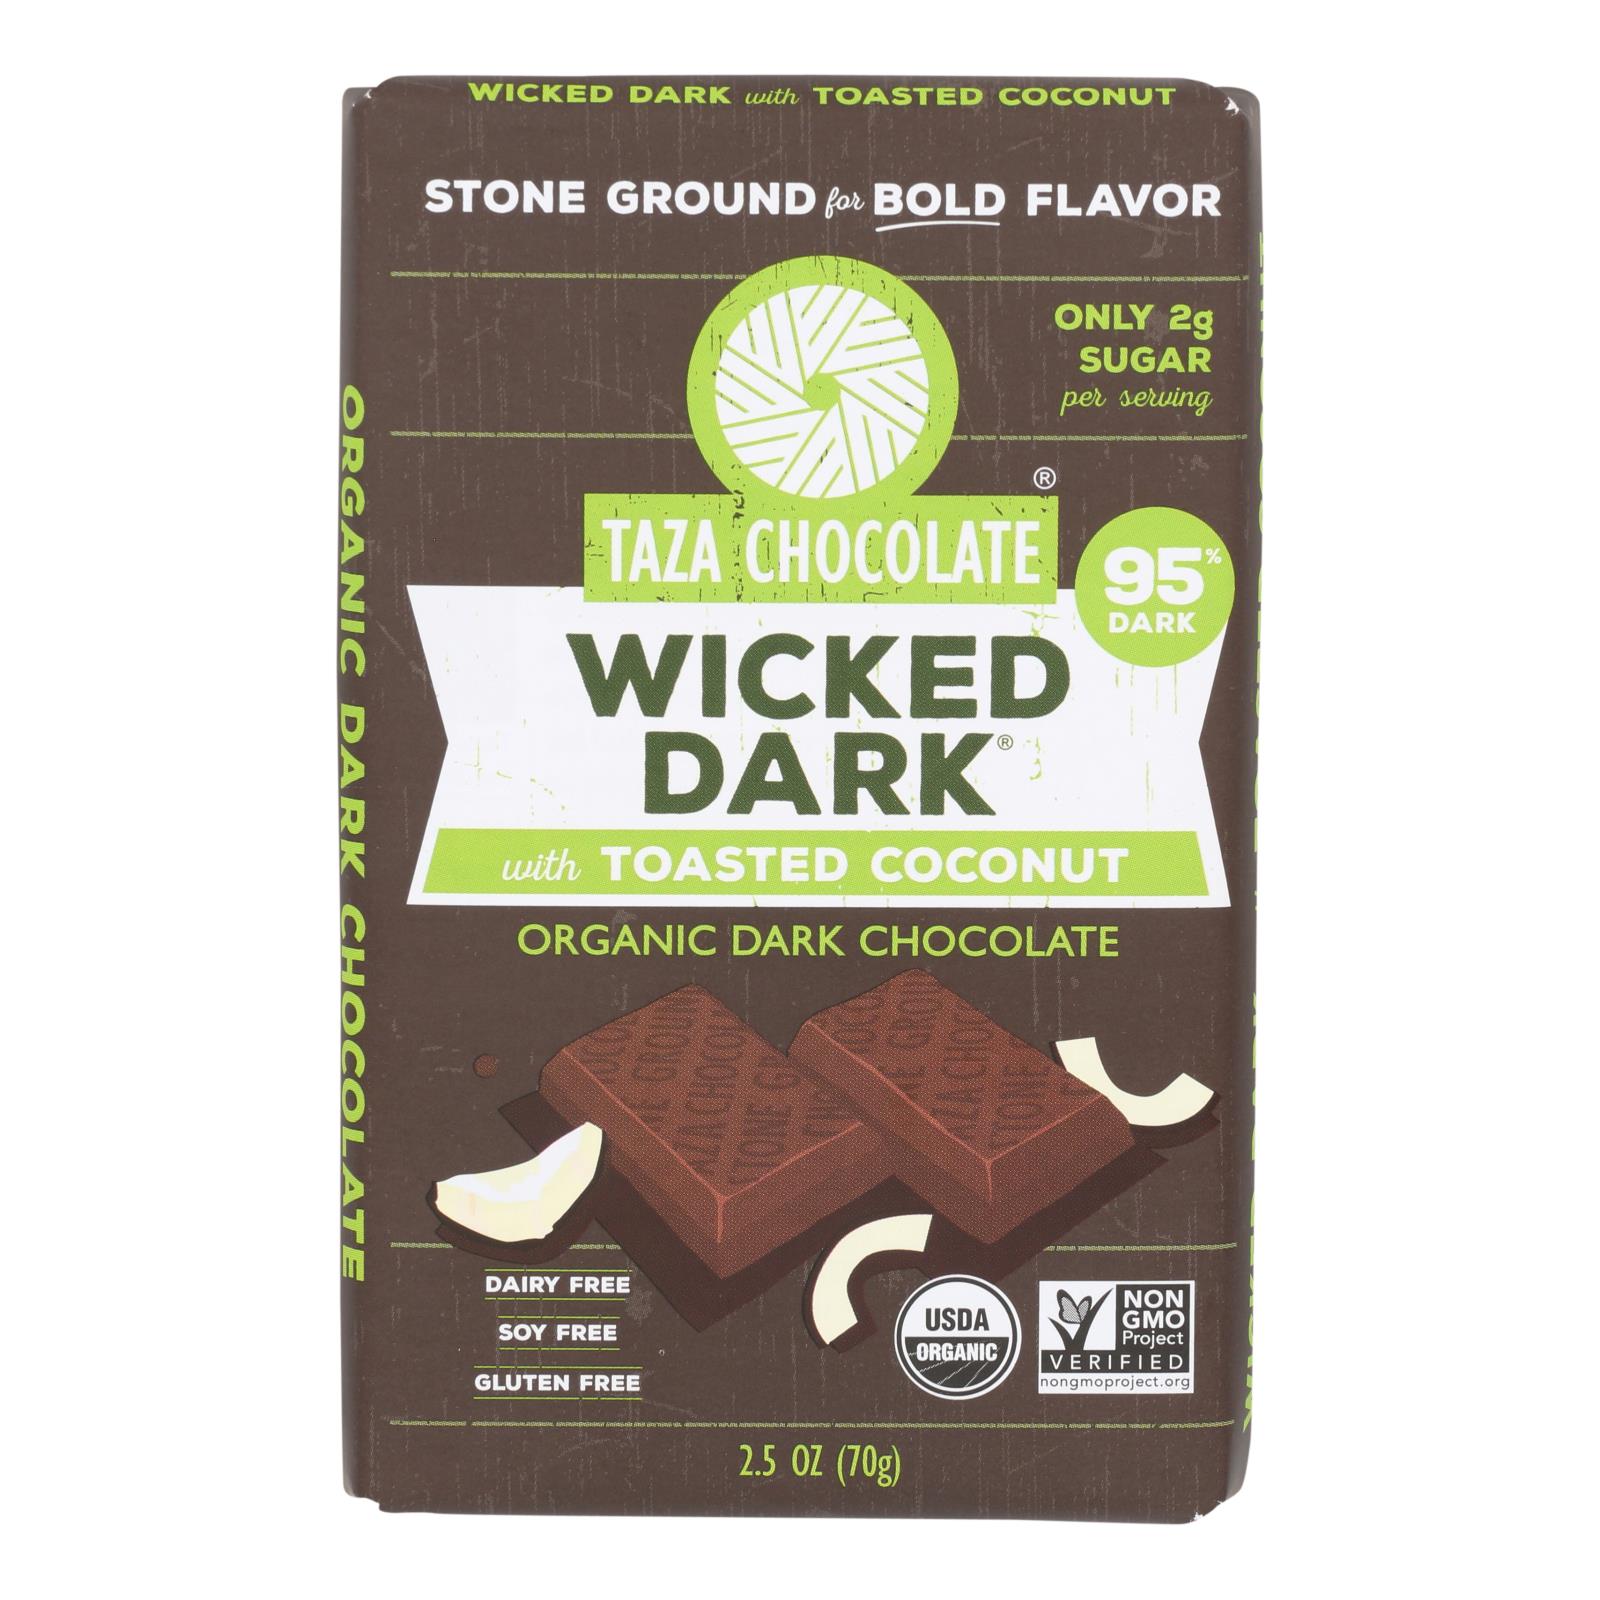 WICKED DARK with TOASTED COCONUT
STONE GROUND for BOLD FLAVOR
ONLY 2g
SUGAR
per serving
®
TAZA CHOCOLATE
95%
DARK
WICKED
DARK®
with TOASTED COCONUT
ORGANIC DARK CHOCOLATE
DAIRY FREE
SOY FREE
GLUTEN FREE
USDA
ORGANIC
NON
GMO
Project
VERIFIED
nongmoproject.org
2.5 OZ (70g)
ORGANIC DARK CHOCOLATE